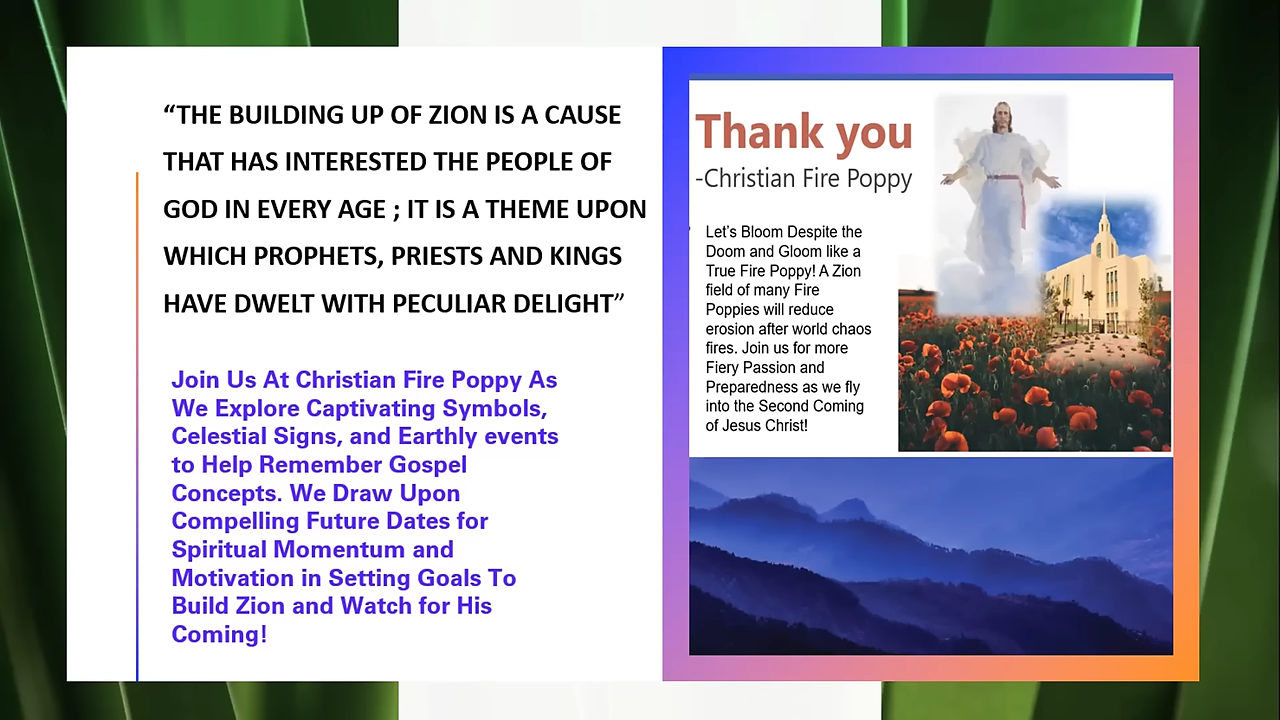 “THE BUILDING UP OF ZION IS A CAUSE
THAT HAS INTERESTED THE PEOPLE OF
GOD IN EVERY AGE ; IT IS A THEME UPON
WHICH PROPHETS, PRIESTS AND KINGS
HAVE DWELT WITH PECULIAR DELIGHT”
Join Us At Christian Fire Poppy As
We Explore Captivating Symbols,
Celestial Signs, and Earthly events
to Help Remember Gospel
Concepts. We Draw Upon
Compelling Future Dates for
Spiritual Momentum and
Motivation in Setting Goals To
Build Zion and Watch for His
Coming!
Thank you
-Christian Fire Poppy
Let’s Bloom Despite the
Doom and Gloom like a
True Fire Poppy! A Zion
field of many Fire
Poppies will reduce
erosion after world chaos
fires. Join us for more
Fiery Passion and
Preparedness as we fly
into the Second Coming
of Jesus Christ!